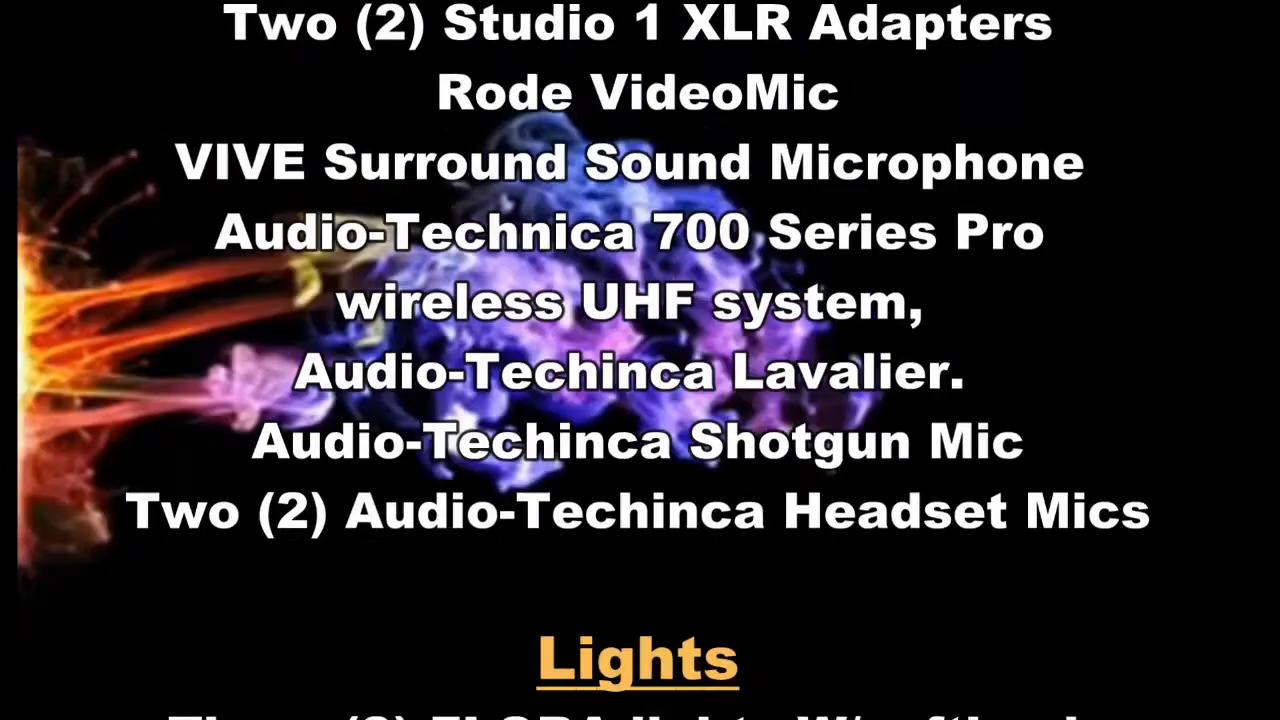 Two (2) Studio 1 XLR Adapters
Rode VideoMic
VIVE Surround Sound Microphone
Audio-Technica 700 Series Pro
wireless UHF system,
Audio-Techinca Lavalier.
Audio-Techinca Shotgun Mic
Two (2) Audio-Techinca Headset Mics
Lights